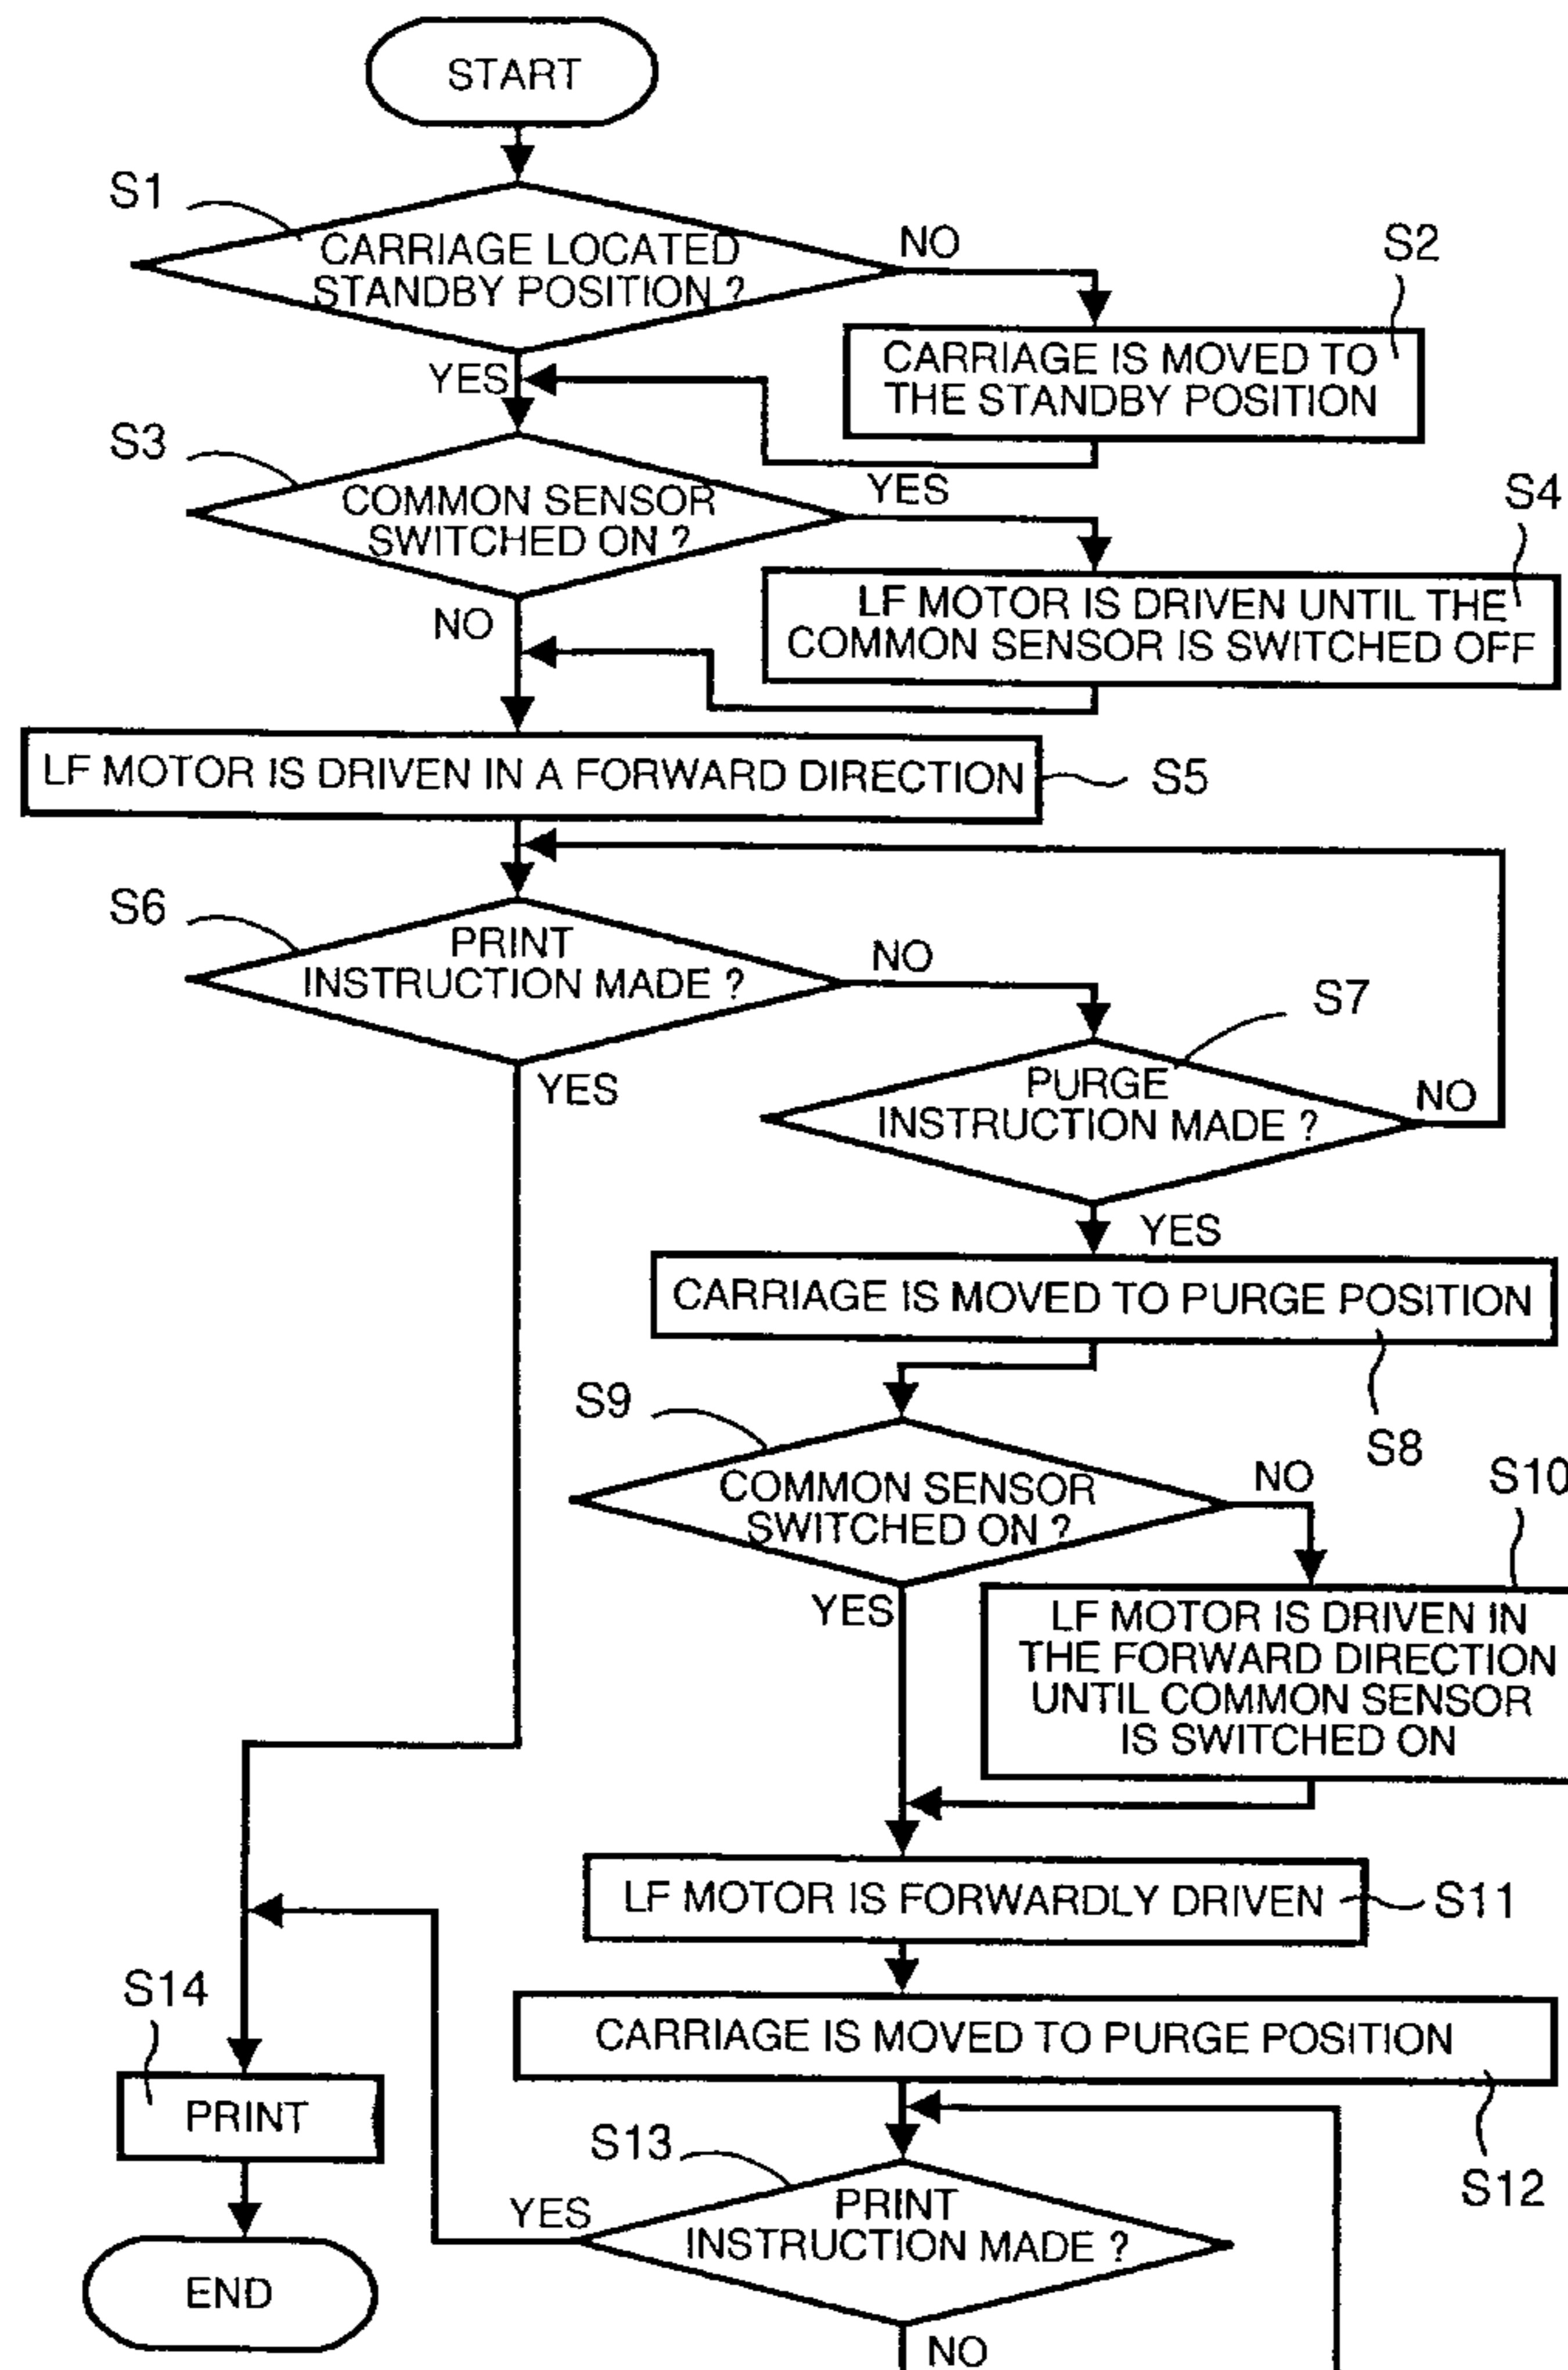 START
S1
CARRIAGE LOCATED
STANDBY POSITION ?
NO
S2
CARRIAGE IS MOVED TO
THE STANDBY POSITION
YES
S3
COMMON SENSOR
SWITCHED ON ?
YES
S4
LF MOTOR IS DRIVEN UNTIL THE
COMMON SENSOR IS SWITCHED OFF
NO
LF MOTOR IS DRIVEN IN A FORWARD DIRECTION
S5
S6
PRINT
INSTRUCTION MADE ?
NO
S7
YES
PURGE
INSTRUCTION MADE ?
NO
YES
CARRIAGE IS MOVED TO PURGE POSITION
S8
S9
COMMON SENSOR
SWITCHED ON ?
NO
S10
YES
LF MOTOR IS DRIVEN IN
THE FORWARD DIRECTION
UNTIL COMMON SENSOR
IS SWITCHED ON
LF MOTOR IS FORWARDLY DRIVEN
S11
CARRIAGE IS MOVED TO PURGE POSITION
S12
S14
PRINT
S13
PRINT
INSTRUCTION MADE ?
YES
END
NO